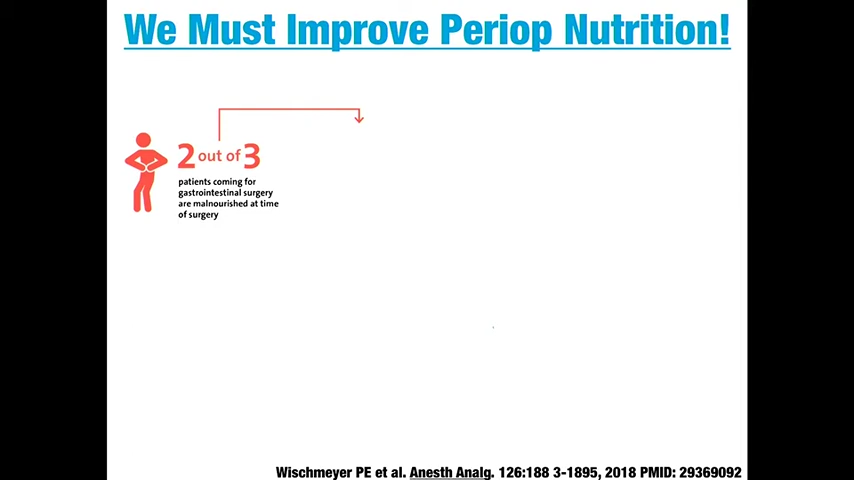 We Must Improve Periop Nutrition!
2 out of 3
patients coming for
gastrointestinal surgery
are malnourished at time
of surgery
Wischmeyer PE et al. Anesth Analg. 126:188 3-1895, 2018 PMID: 29369092